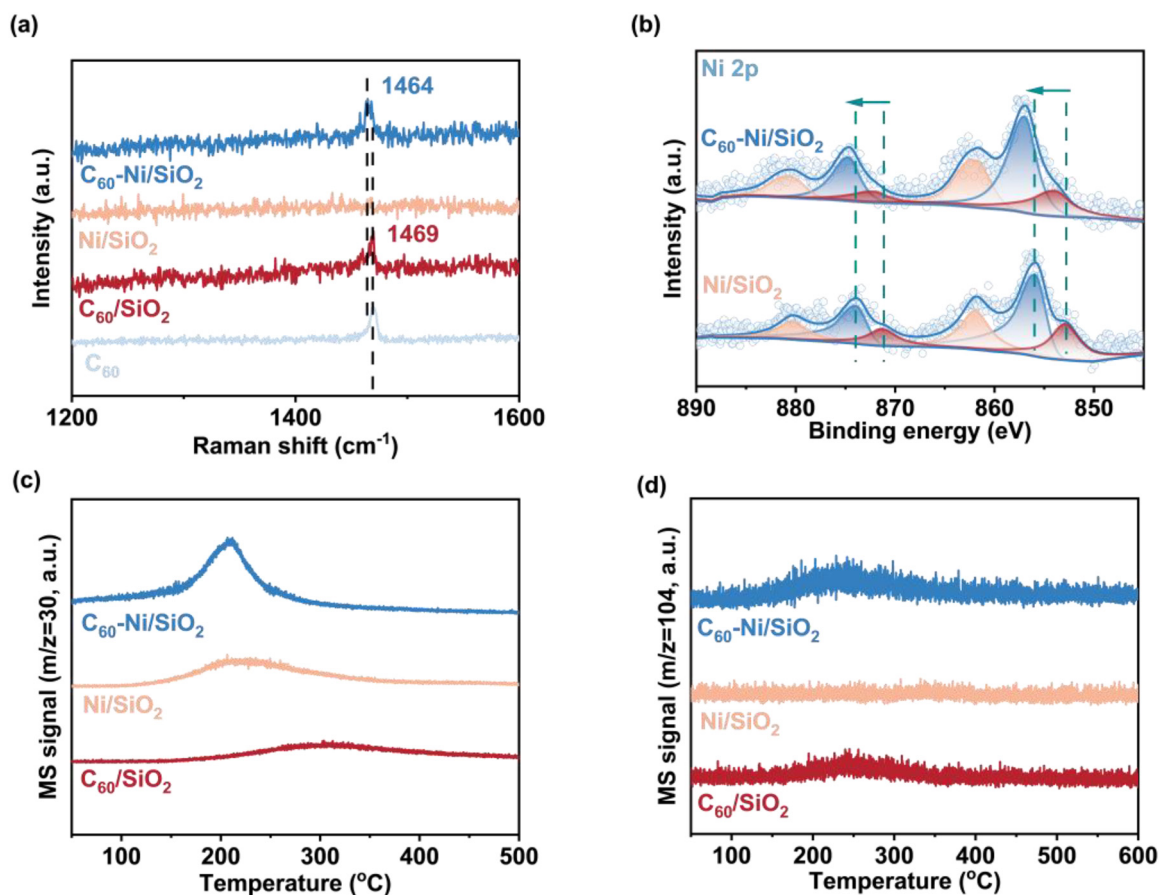 (a)
Intensity (a.u.)
1464
C₆₀-Ni/SiO₂
Ni/SiO₂
1469
C₆₀/SiO₂
C₆₀
1200 1400 1600
Raman shift (cm⁻¹)
(b)
Intensity (a.u.)
Ni 2p
C₆₀-Ni/SiO₂
Ni/SiO₂
890 880 870 860 850
Binding energy (eV)
(c)
MS signal (m/z=30, a.u.)
C₆₀-Ni/SiO₂
Ni/SiO₂
C₆₀/SiO₂
100 200 300 400 500
Temperature (°C)
(d)
MS signal (m/z=104, a.u.)
C₆₀-Ni/SiO₂
Ni/SiO₂
C₆₀/SiO₂
100 200 300 400 500 600
Temperature (°C)